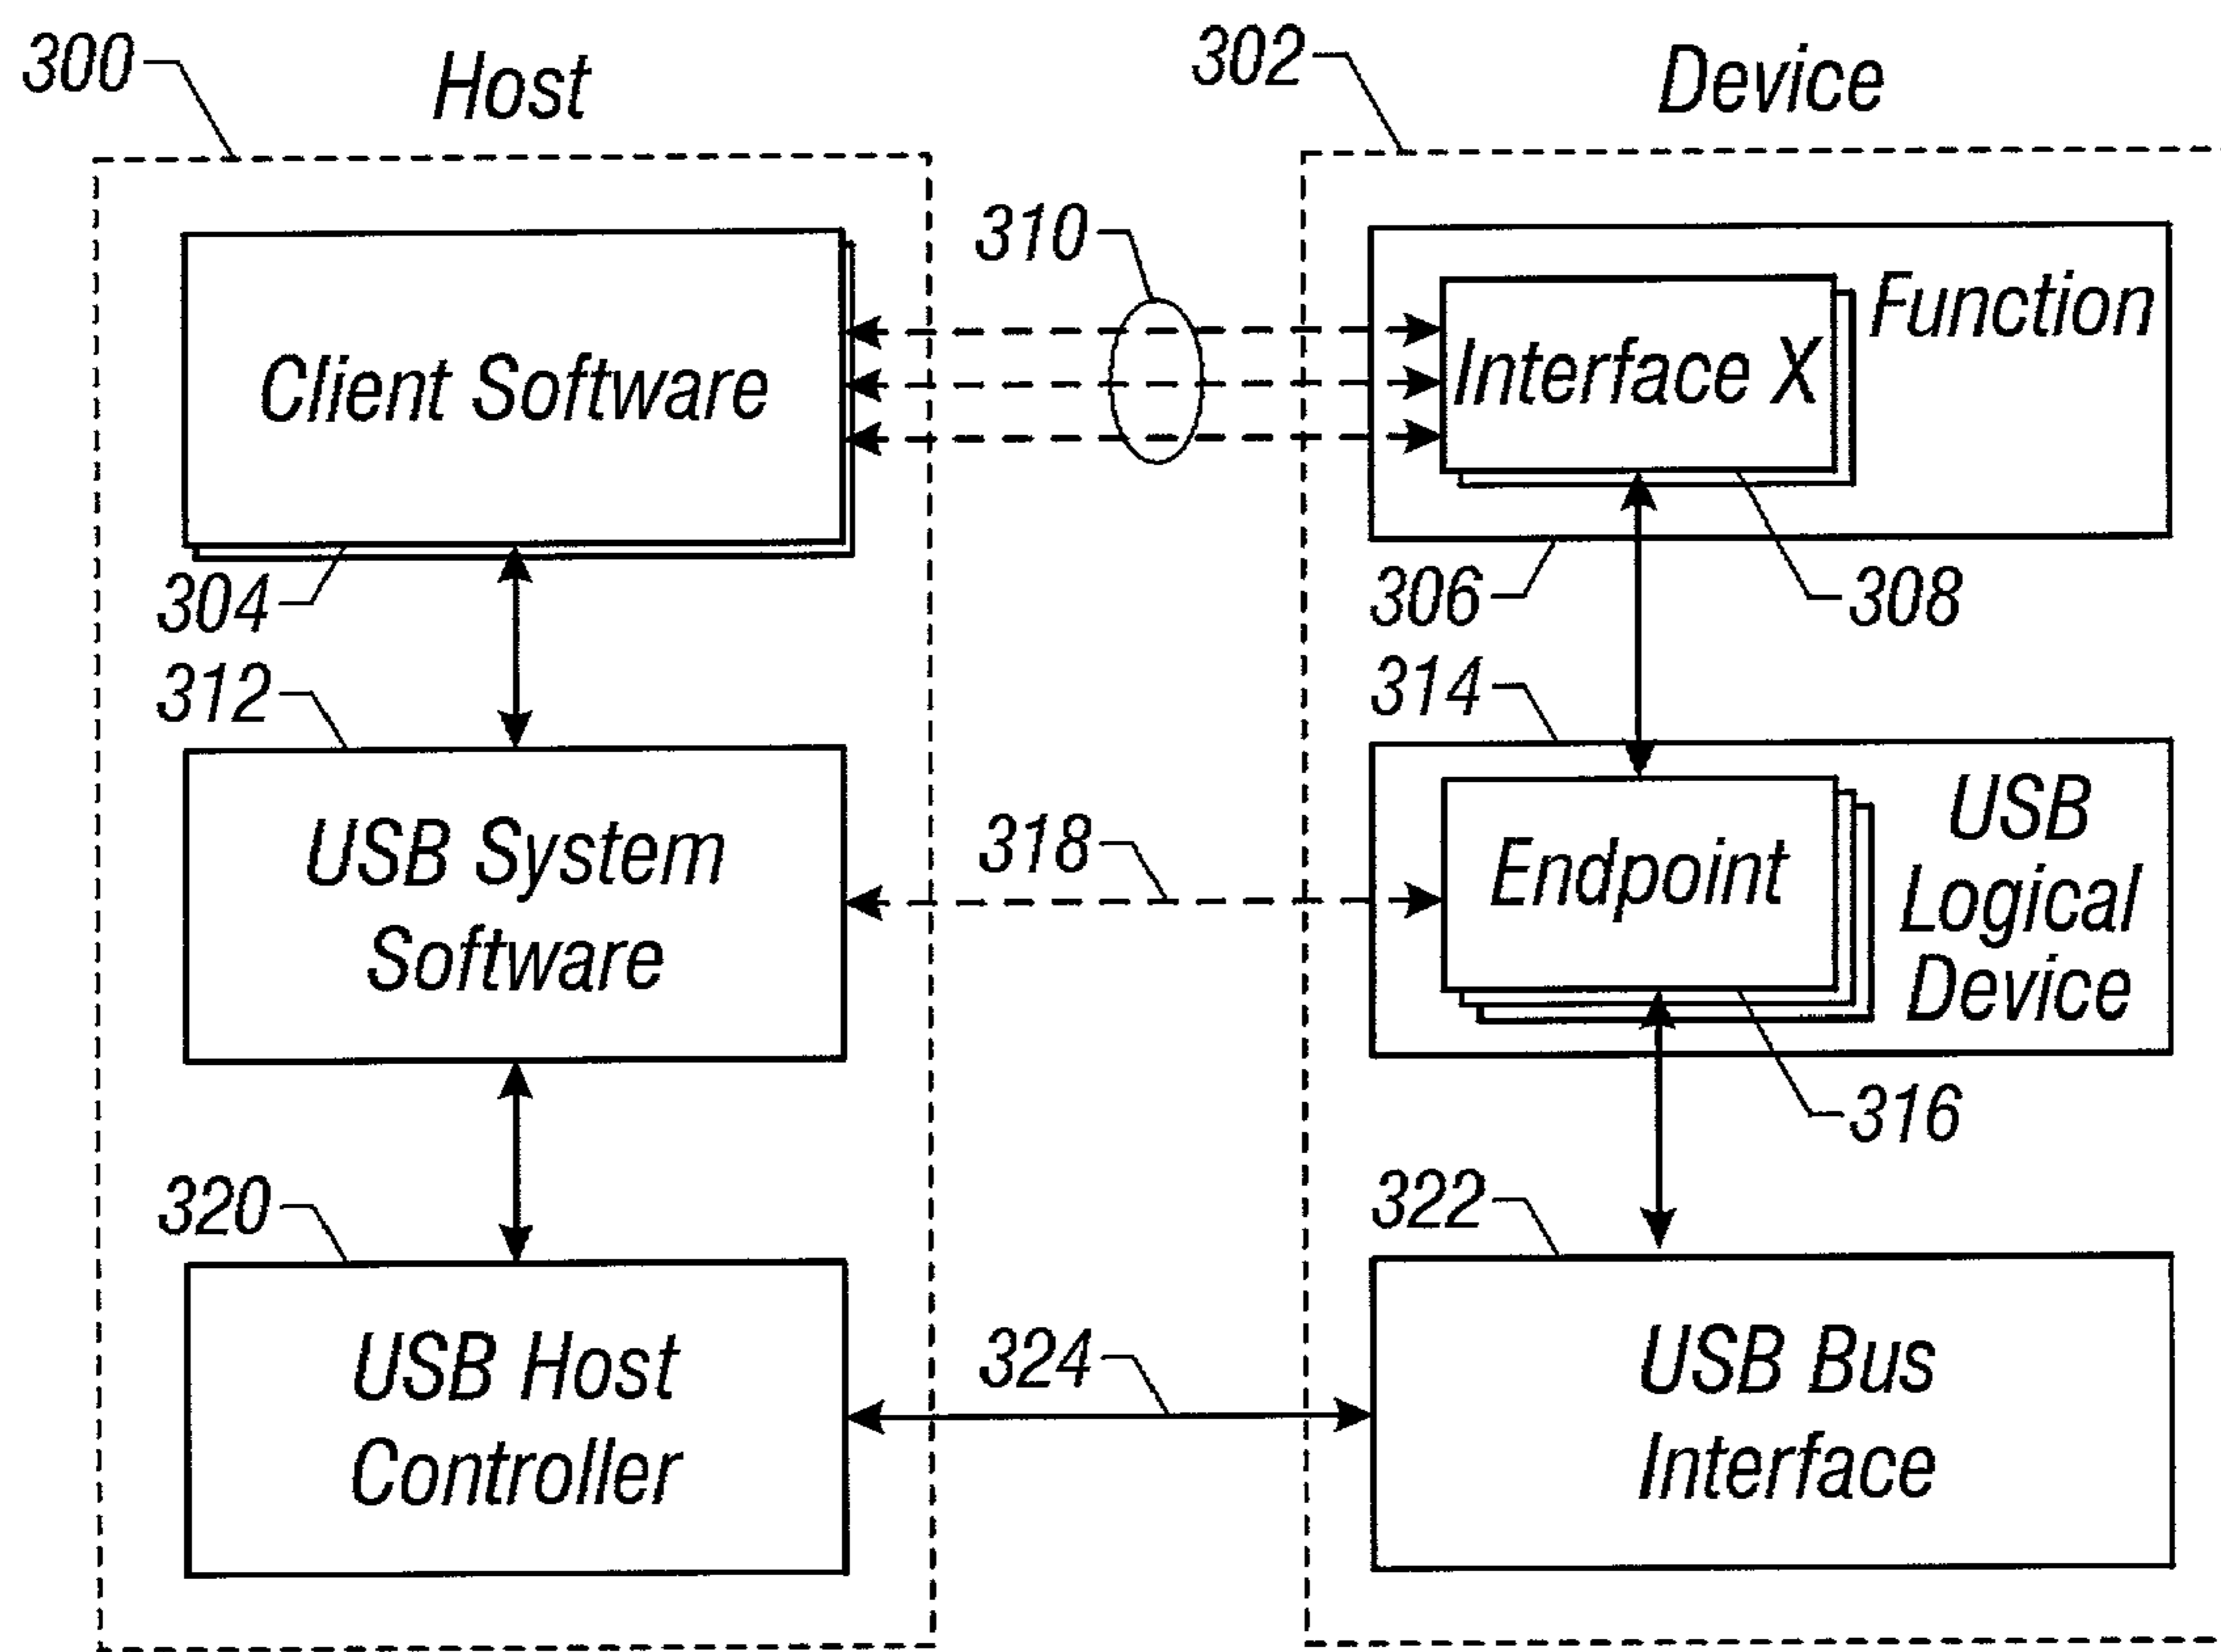 300
Host
302
Device
310
Client Software
Interface X
Function
304
306
308
312
314
USB System
Software
318
Endpoint
USB
Logical
Device
316
320
322
USB Host
Controller
324
USB Bus
Interface